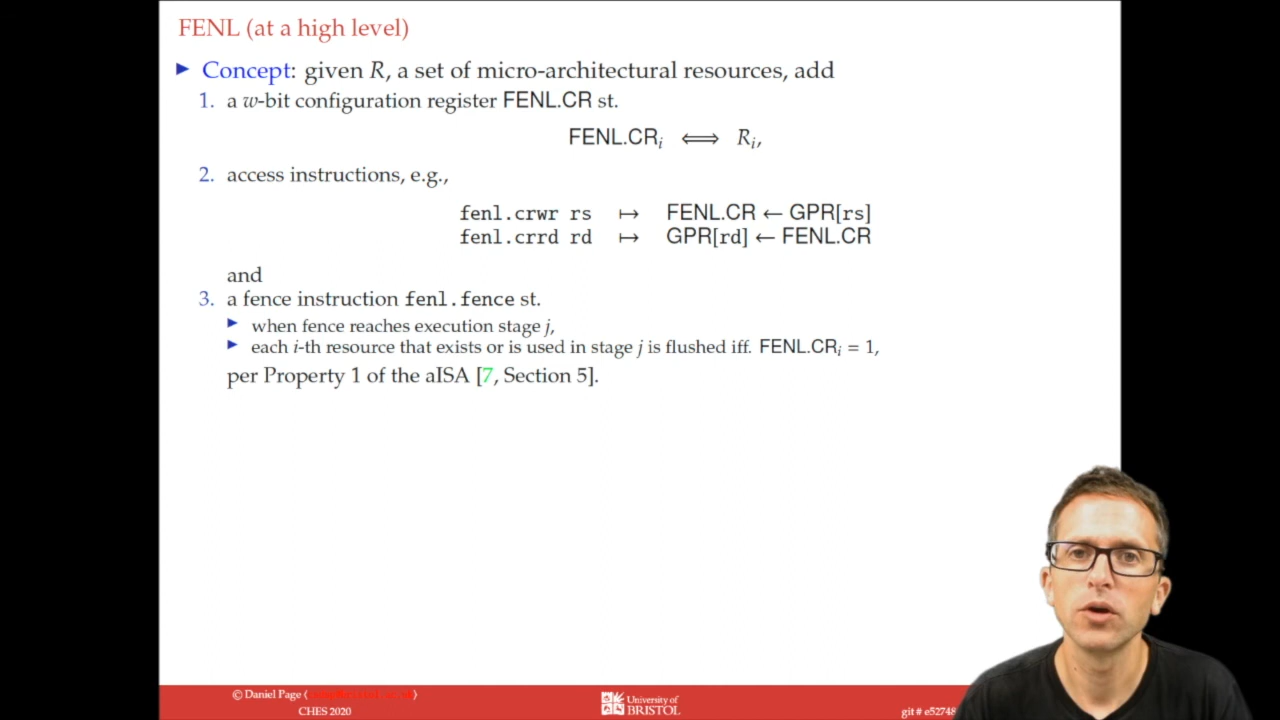 FENL (at a high level)
▶ Concept: given R, a set of micro-architectural resources, add
1. a w-bit configuration register FENL.CR st.
FENL.CRᵢ ⟺ Rᵢ,
2. access instructions, e.g.,
fenl.crwr rs ↦ FENL.CR ← GPR[rs]
fenl.crrd rd ↦ GPR[rd] ← FENL.CR
and
3. a fence instruction fenl.fence st.
▶ when fence reaches execution stage j,
▶ each i-th resource that exists or is used in stage j is flushed iff. FENL.CRᵢ = 1,
per Property 1 of the aISA [7, Section 5].
© Daniel Page (
CHES 2020
University of
BRISTOL
git # e52748